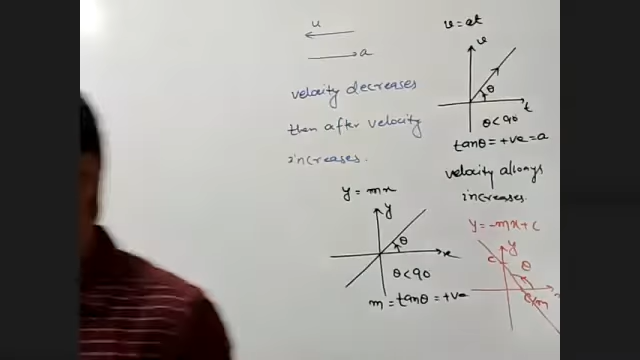 u
a
velocity decreases
then after velocity
increases.
v = at
v
θ
t
θ < 90
tanθ = +ve = a
velocity always
increases.
y = mx
y
θ
x
θ < 90
m = tanθ = +ve
y = -mx + c
y
c
θ
c/m